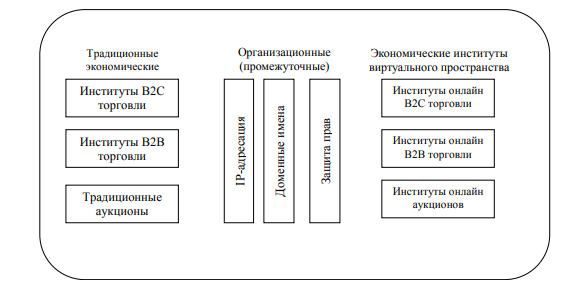 Традиционные
экономические
Институты B2C
торговли
Институты B2B
торговли
Традиционные
аукционы
Организационные
(промежуточные)
IP-адресация
Доменные имена
Защита прав
Экономические институты
виртуального пространства
Институты онлайн
B2C торговли
Институты онлайн
B2B торговли
Институты онлайн
аукционов